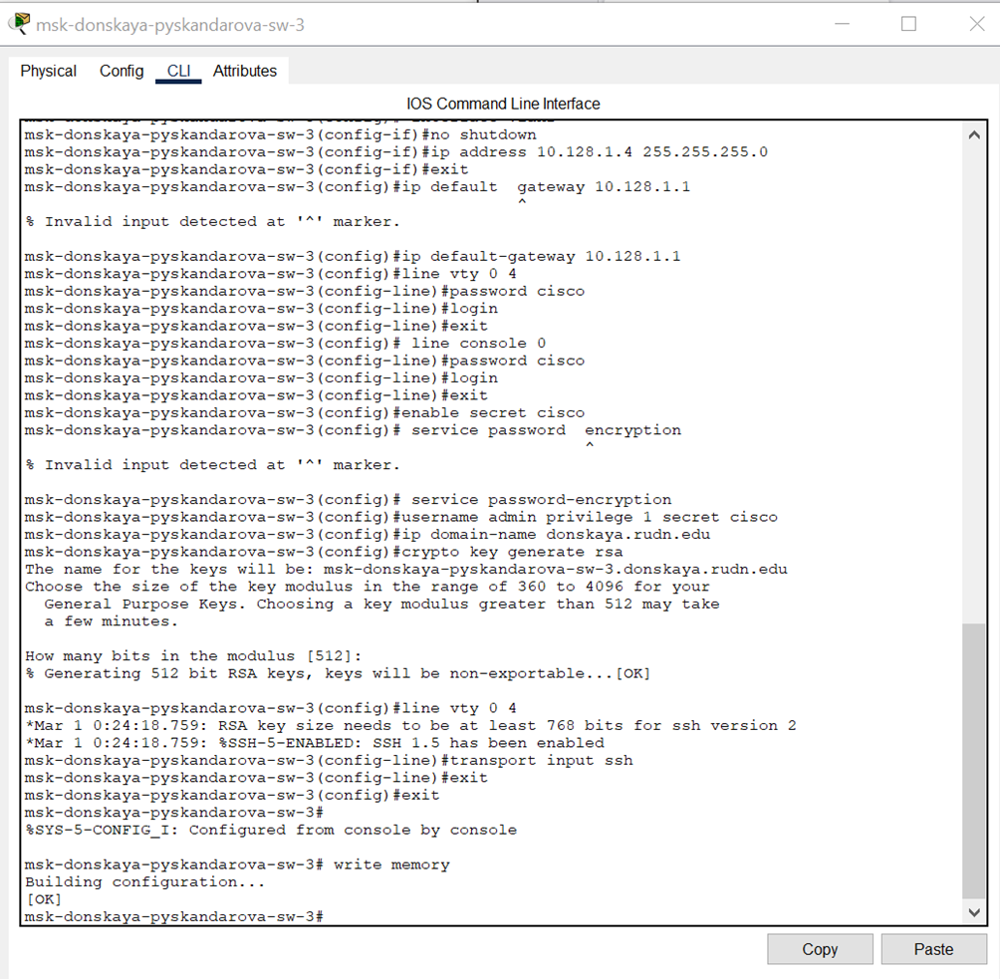 msk-donskaya-pyskandarova-sw-3
Physical Config CLI Attributes
IOS Command Line Interface
msk-donskaya-pyskandarova-sw-3(config-if)#no shutdown
msk-donskaya-pyskandarova-sw-3(config-if)#ip address 10.128.1.4 255.255.255.0
msk-donskaya-pyskandarova-sw-3(config-if)#exit
msk-donskaya-pyskandarova-sw-3(config)#ip default  gateway 10.128.1.1
^
% Invalid input detected at '^' marker.
msk-donskaya-pyskandarova-sw-3(config)#ip default-gateway 10.128.1.1
msk-donskaya-pyskandarova-sw-3(config)#line vty 0 4
msk-donskaya-pyskandarova-sw-3(config-line)#password cisco
msk-donskaya-pyskandarova-sw-3(config-line)#login
msk-donskaya-pyskandarova-sw-3(config-line)#exit
msk-donskaya-pyskandarova-sw-3(config)# line console 0
msk-donskaya-pyskandarova-sw-3(config-line)#password cisco
msk-donskaya-pyskandarova-sw-3(config-line)#login
msk-donskaya-pyskandarova-sw-3(config-line)#exit
msk-donskaya-pyskandarova-sw-3(config)#enable secret cisco
msk-donskaya-pyskandarova-sw-3(config)# service password  encryption
^
% Invalid input detected at '^' marker.
msk-donskaya-pyskandarova-sw-3(config)# service password-encryption
msk-donskaya-pyskandarova-sw-3(config)#username admin privilege 1 secret cisco
msk-donskaya-pyskandarova-sw-3(config)#ip domain-name donskaya.rudn.edu
msk-donskaya-pyskandarova-sw-3(config)#crypto key generate rsa
The name for the keys will be: msk-donskaya-pyskandarova-sw-3.donskaya.rudn.edu
Choose the size of the key modulus in the range of 360 to 4096 for your
General Purpose Keys. Choosing a key modulus greater than 512 may take
a few minutes.
How many bits in the modulus [512]:
% Generating 512 bit RSA keys, keys will be non-exportable...[OK]
msk-donskaya-pyskandarova-sw-3(config)#line vty 0 4
*Mar 1 0:24:18.759: RSA key size needs to be at least 768 bits for ssh version 2
*Mar 1 0:24:18.759: %SSH-5-ENABLED: SSH 1.5 has been enabled
msk-donskaya-pyskandarova-sw-3(config-line)#transport input ssh
msk-donskaya-pyskandarova-sw-3(config-line)#exit
msk-donskaya-pyskandarova-sw-3(config)#exit
msk-donskaya-pyskandarova-sw-3#
%SYS-5-CONFIG_I: Configured from console by console
msk-donskaya-pyskandarova-sw-3# write memory
Building configuration...
[OK]
msk-donskaya-pyskandarova-sw-3#
Copy Paste